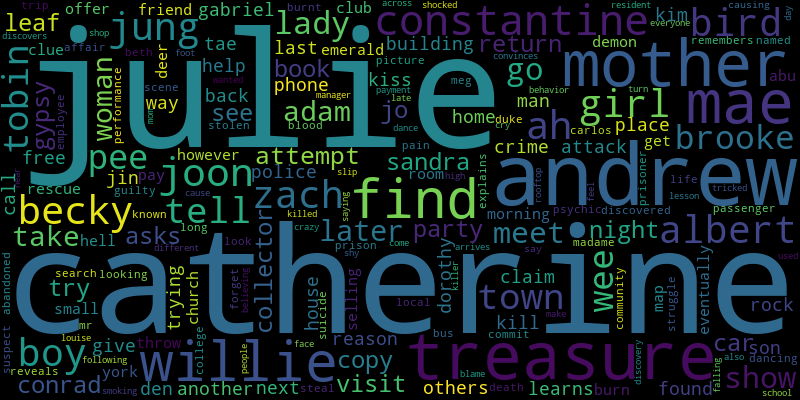 trip offer friend gabriel club across shocked resident kim bird causing day
leaf jung lady constantine everyone
discovers shop affair tae last emerald burnt building return demon remembers named
clue beth deer help book phone picture convinces go mother
tobin gypsy employee woman performance scene foot wanted manager payment meg behavior turn abu
julie way back see kiss jo home duke man girl mae
mom stolen blood adam late cry carlos place
call free pee however attempt dance pain crime attack get brooke
rescue jin pay joon police sandra room high explains ah rooftop feel prisoner life tricked lesson
guilty cause zach slip find andrew
becky known tell saying killed later party morning psychic discovered passenger
take hell asks long crazy shy prison come arrives meet night albert
abandoned different look collector madame say
catherine
search looking trying church forget believing house suicide local dorothy killer claim town wee community map struggle eventually used
try small selling bus kill make rock
boy mr give willie college reason commit treasure car son
suspect louise york throw people face copy discovery also dancing
reveals following den another next steal visit others death learns burn found falling show
conrad smoking blame school